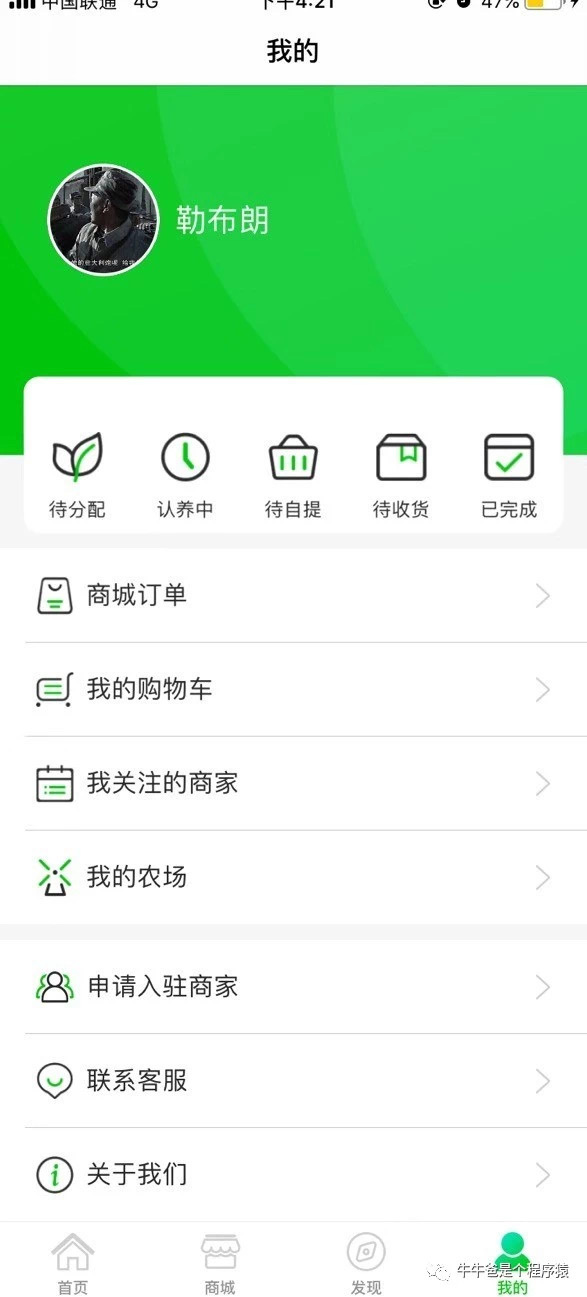 中国联通 4G 下午4:21 47%
我的
勒布朗
待分配 认养中 待自提 待收货 已完成
商城订单
我的购物车
我关注的商家
我的农场
申请入驻商家
联系客服
关于我们
牛牛爸是个程序猿
首页 商城 发现 我的